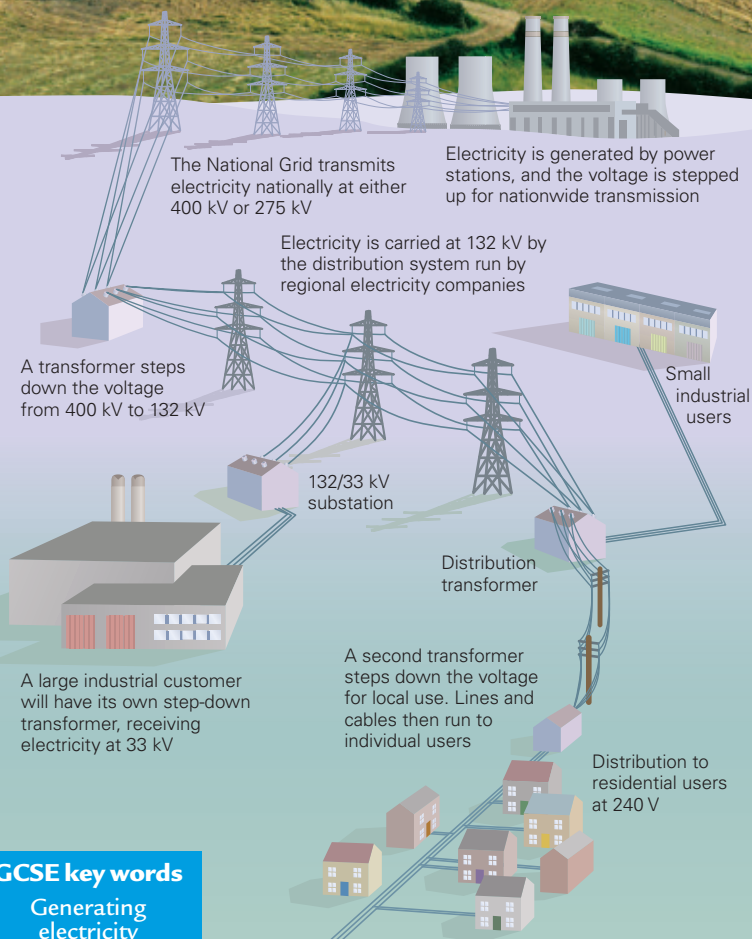 The National Grid transmits
electricity nationally at either
400 kV or 275 kV
Electricity is generated by power
stations, and the voltage is stepped
up for nationwide transmission
Electricity is carried at 132 kV by
the distribution system run by
regional electricity companies
A transformer steps
down the voltage
from 400 kV to 132 kV
Small
industrial
users
132/33 kV
substation
Distribution
transformer
A large industrial customer
will have its own step-down
transformer, receiving
electricity at 33 kV
A second transformer
steps down the voltage
for local use. Lines and
cables then run to
individual users
Distribution to
residential users
at 240 V
GCSE key words
Generating
electricity